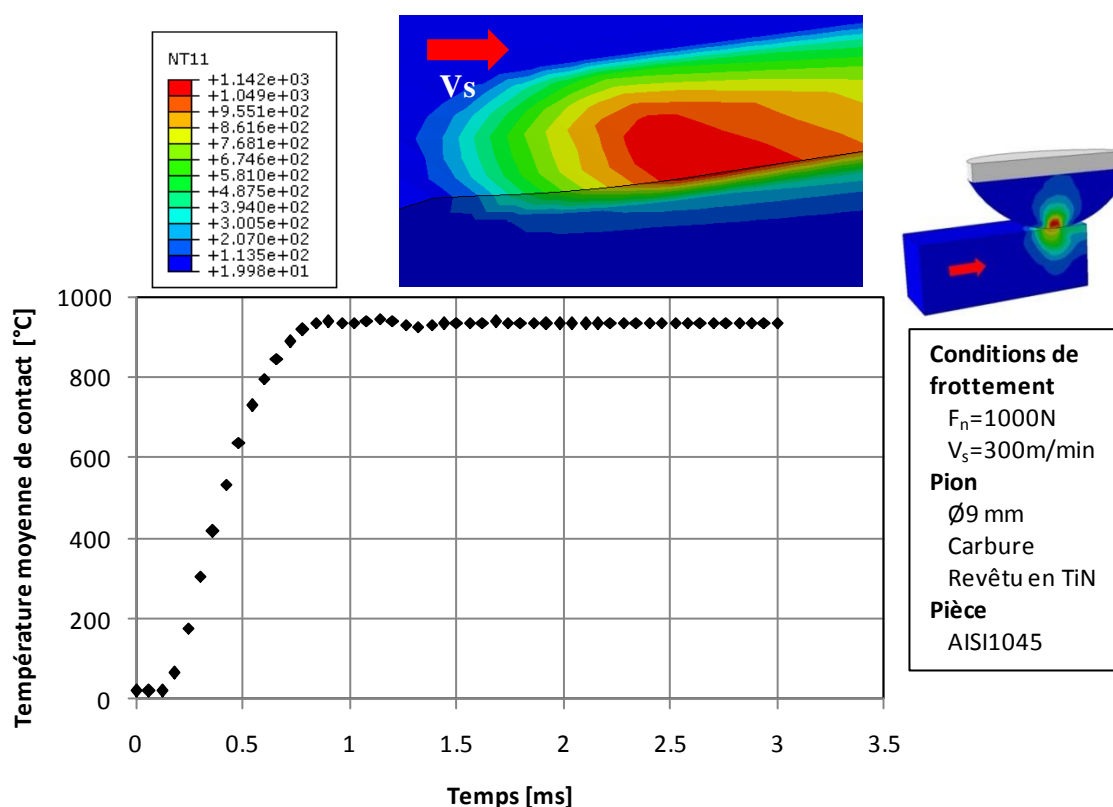 NT11
+1.142e+03
+1.049e+03
+9.551e+02
+8.616e+02
+7.681e+02
+6.746e+02
+5.810e+02
+4.875e+02
+3.940e+02
+3.005e+02
+2.070e+02
+1.135e+02
+1.998e+01
Vs
Température moyenne de contact [°C]
1000
800
600
400
200
0
0 0.5 1 1.5 2 2.5 3 3.5
Temps [ms]
Conditions de
frottement
Fn=1000N
Vs=300m/min
Pion
Ø9 mm
Carbure
Revêtu en TiN
Pièce
AISI1045